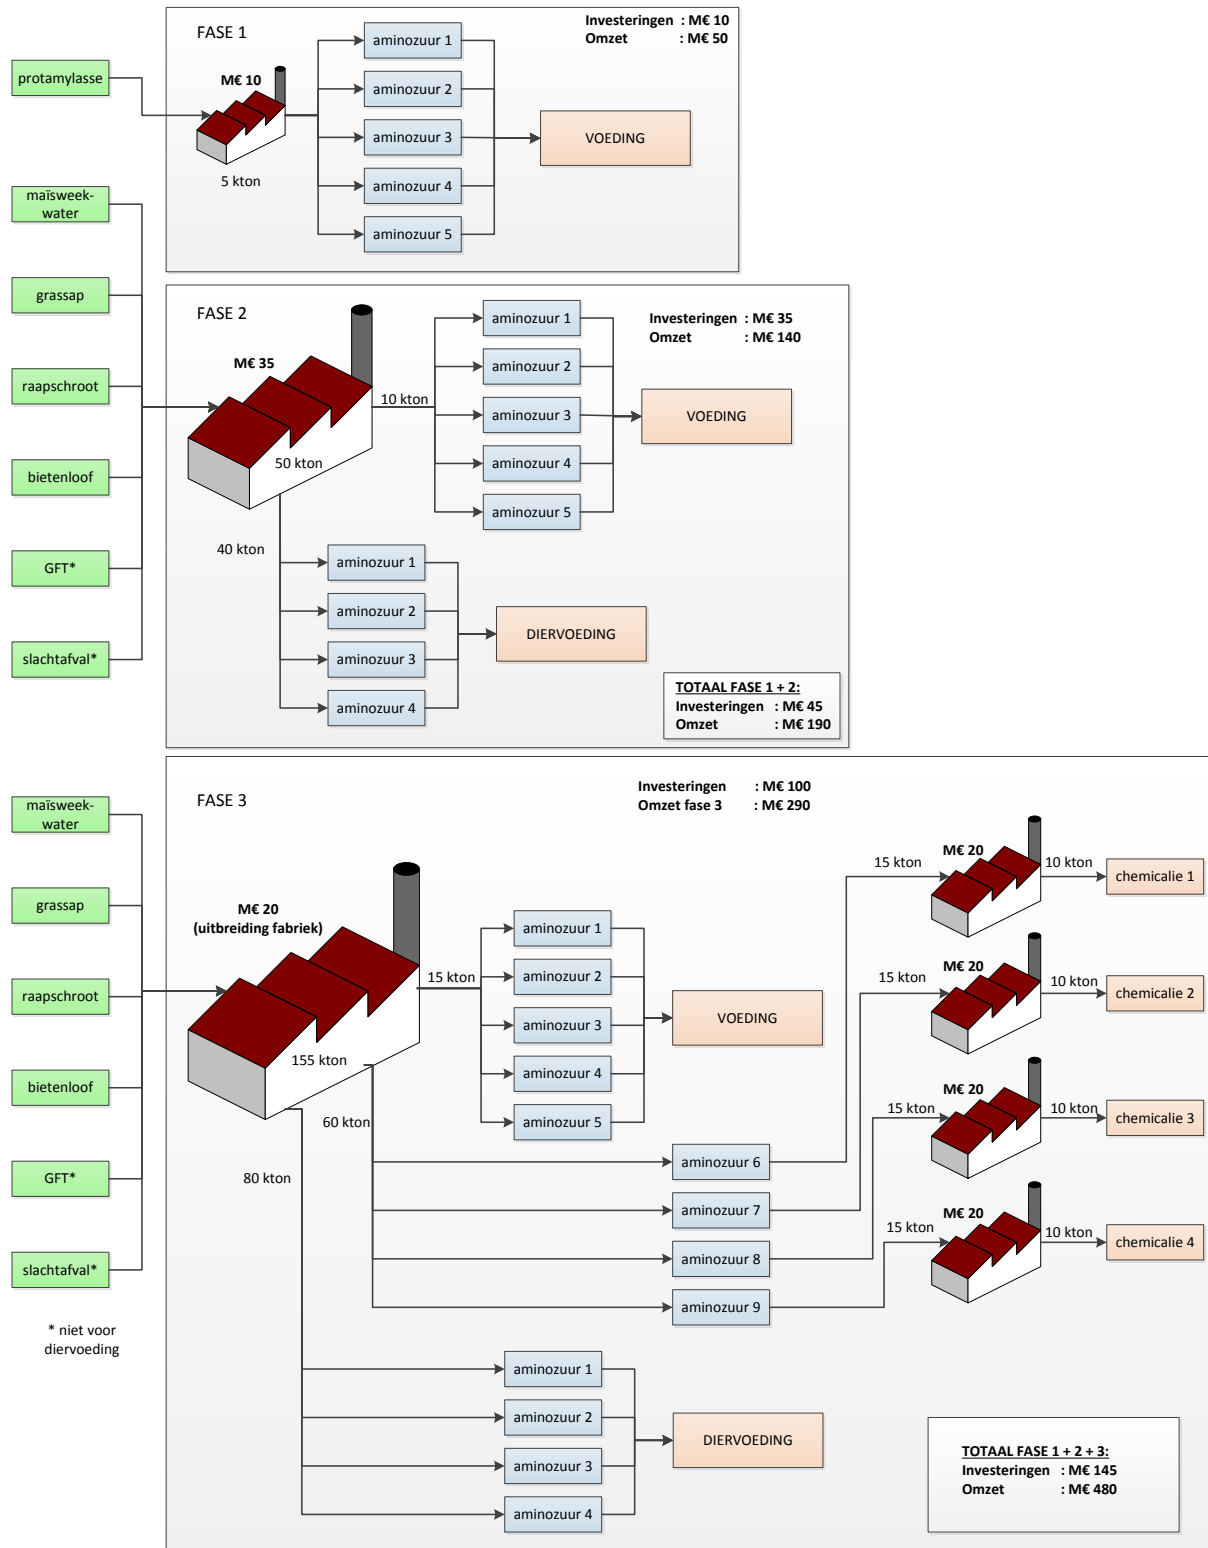 FASE 1
Investeringen : M€ 10
Omzet : M€ 50
protamylasse
M€ 10
5 kton
aminozuur 1
aminozuur 2
aminozuur 3
aminozuur 4
aminozuur 5
VOEDING
maïsweek-
water
grassap
raapschroot
bietenloof
GFT*
slachtafval*
FASE 2
Investeringen : M€ 35
Omzet : M€ 140
M€ 35
50 kton
10 kton
aminozuur 1
aminozuur 2
aminozuur 3
aminozuur 4
aminozuur 5
VOEDING
40 kton
aminozuur 1
aminozuur 2
aminozuur 3
aminozuur 4
DIERVOEDING
TOTAAL FASE 1 + 2:
Investeringen : M€ 45
Omzet : M€ 190
FASE 3
Investeringen : M€ 100
Omzet fase 3 : M€ 290
maïsweek-
water
grassap
raapschroot
bietenloof
GFT*
slachtafval*
* niet voor
diervoeding
M€ 20
(uitbreiding fabriek)
155 kton
15 kton
aminozuur 1
aminozuur 2
aminozuur 3
aminozuur 4
aminozuur 5
VOEDING
60 kton
aminozuur 6
aminozuur 7
aminozuur 8
aminozuur 9
15 kton
M€ 20
10 kton
chemicalie 1
15 kton
M€ 20
10 kton
chemicalie 2
15 kton
M€ 20
10 kton
chemicalie 3
15 kton
M€ 20
10 kton
chemicalie 4
80 kton
aminozuur 1
aminozuur 2
aminozuur 3
aminozuur 4
DIERVOEDING
TOTAAL FASE 1 + 2 + 3:
Investeringen : M€ 145
Omzet : M€ 480